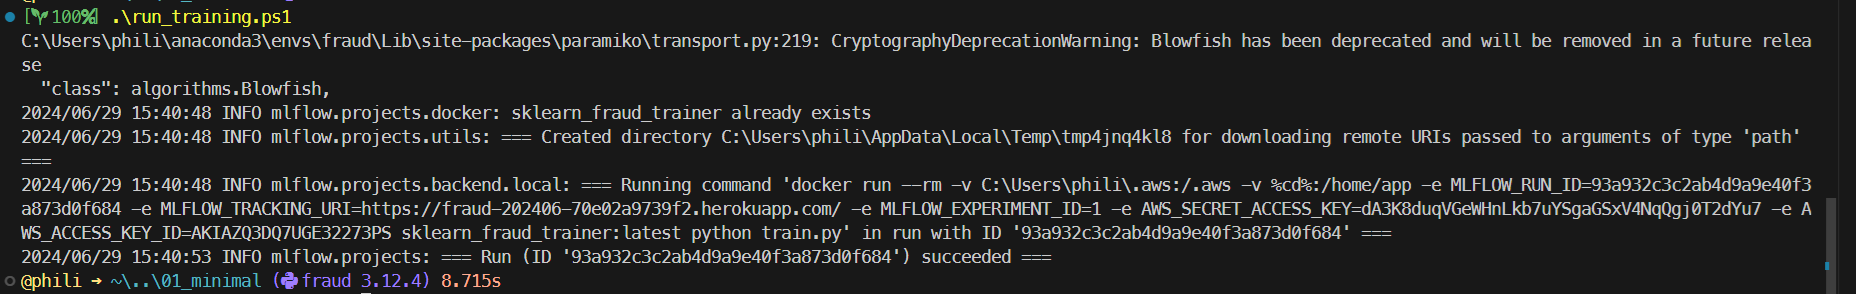 [100%] .\run_training.ps1
C:\Users\phili\anaconda3\envs\fraud\Lib\site-packages\paramiko\transport.py:219: CryptographyDeprecationWarning: Blowfish has been deprecated and will be removed in a future relea
se
"class": algorithms.Blowfish,
2024/06/29 15:40:48 INFO mlflow.projects.docker: sklearn_fraud_trainer already exists
2024/06/29 15:40:48 INFO mlflow.projects.utils: === Created directory C:\Users\phili\AppData\Local\Temp\tmp4jnq4kl8 for downloading remote URIs passed to arguments of type 'path'
===
2024/06/29 15:40:48 INFO mlflow.projects.backend.local: === Running command 'docker run --rm -v C:\Users\phili\.aws:/.aws -v %cd%:/home/app -e MLFLOW_RUN_ID=93a932c3c2ab4d9a9e40f3
a873d0f684 -e MLFLOW_TRACKING_URI=https://fraud-202406-70e02a9739f2.herokuapp.com/ -e MLFLOW_EXPERIMENT_ID=1 -e AWS_SECRET_ACCESS_KEY=dA3K8duqVGeWHnLkb7uYSgaGSxV4NqQgj0T2dYu7 -e A
WS_ACCESS_KEY_ID=AKIAZQ3DQ7UGE32273PS sklearn_fraud_trainer:latest python train.py' in run with ID '93a932c3c2ab4d9a9e40f3a873d0f684' ===
2024/06/29 15:40:53 INFO mlflow.projects: === Run (ID '93a932c3c2ab4d9a9e40f3a873d0f684') succeeded ===
@phili → ~\..\01_minimal (fraud 3.12.4) 8.715s